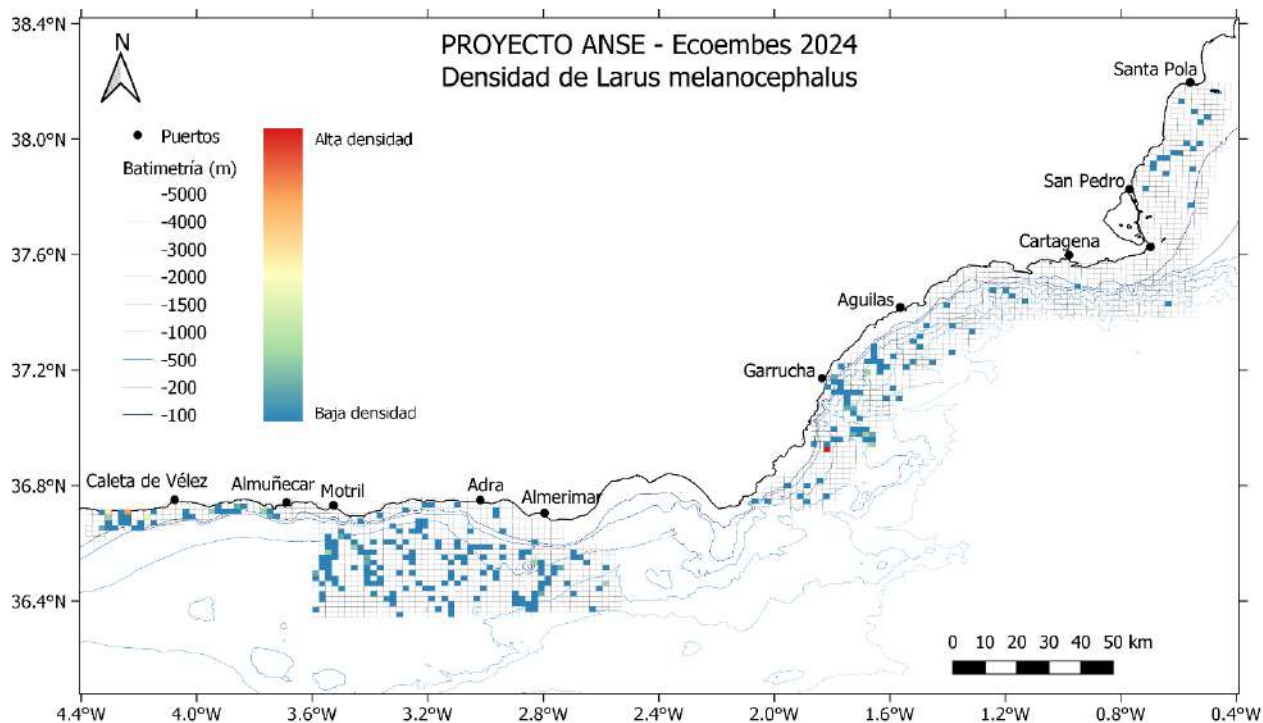 PROYECTO ANSE - Ecoembes 2024
Densidad de Larus melanocephalus
N
Puertos
Batimetría (m)
-5000
-4000
-3000
-2000
-1500
-1000
-500
-200
-100
Alta densidad
Baja densidad
Santa Pola
San Pedro
Cartagena
Aguilas
Garrucha
Caleta de Vélez
Almuñecar
Motril
Adra
Almerimar
38.4°N
38.0°N
37.6°N
37.2°N
36.8°N
36.4°N
0 10 20 30 40 50 km
4.4°W 4.0°W 3.6°W 3.2°W 2.8°W 2.4°W 2.0°W 1.6°W 1.2°W 0.8°W 0.4°W